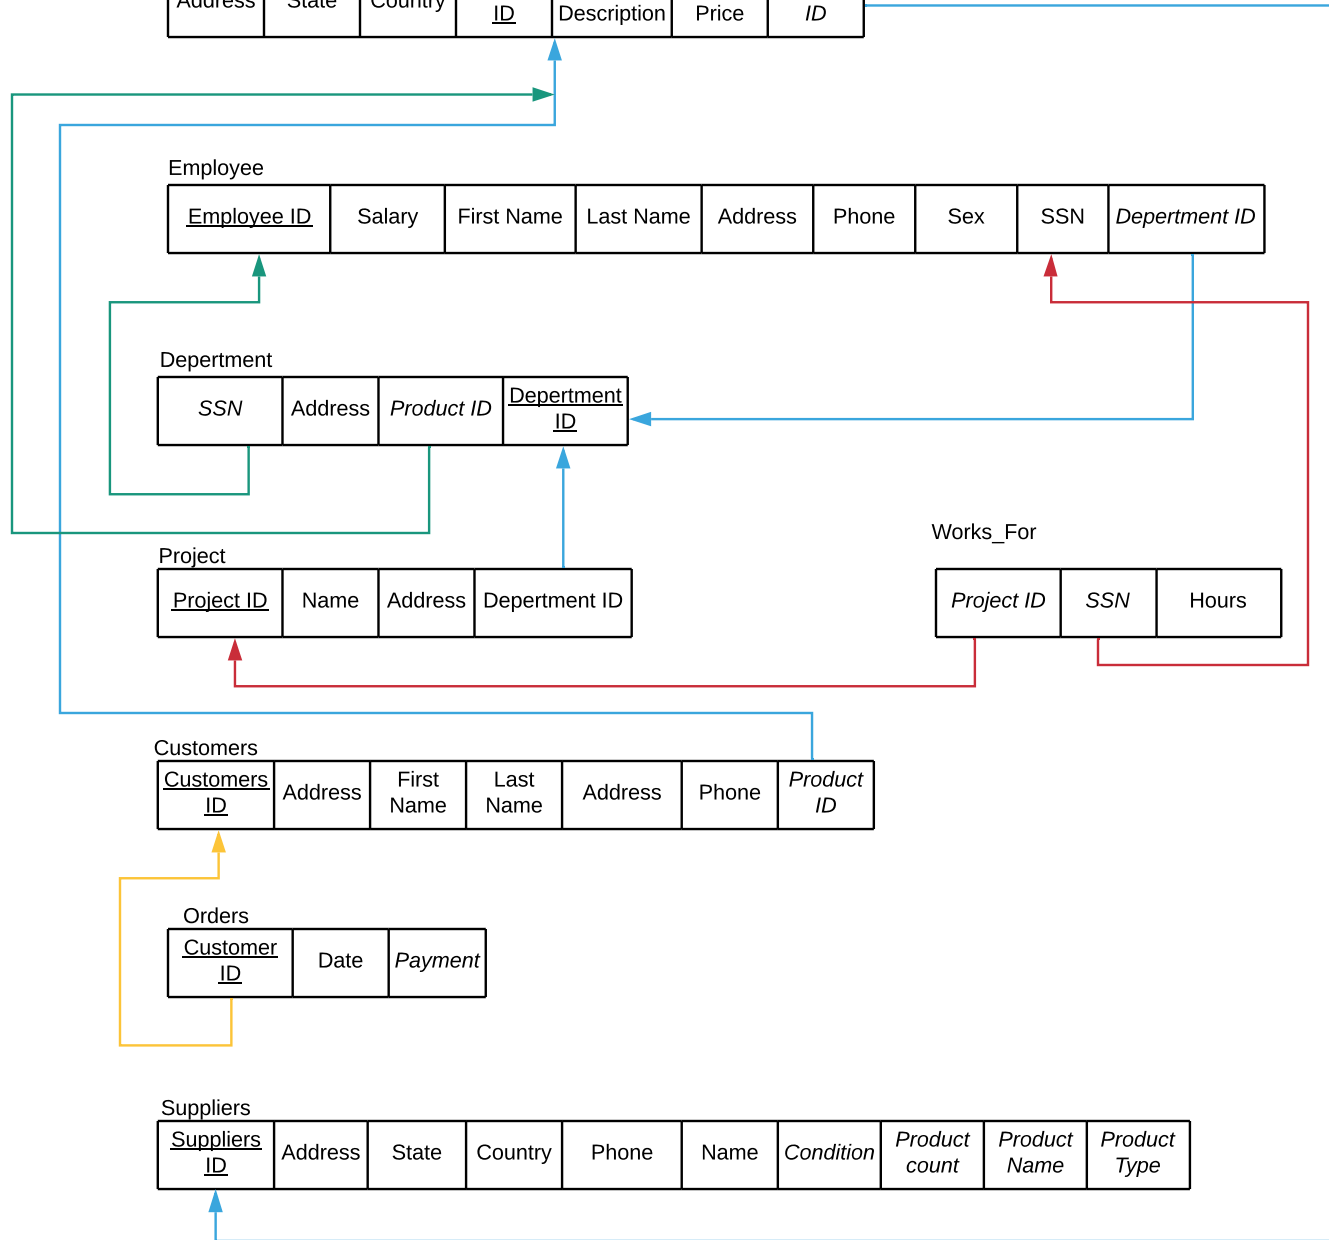 Address State Country ID Description Price ID
Employee
Employee ID Salary First Name Last Name Address Phone Sex SSN Depertment ID
Depertment
SSN Address Product ID Depertment ID
Works_For
Project
Project ID Name Address Depertment ID
Project ID SSN Hours
Customers
Customers ID Address First Name Last Name Address Phone Product ID
Orders
Customer ID Date Payment
Suppliers
Suppliers ID Address State Country Phone Name Condition Product count Product Name Product Type